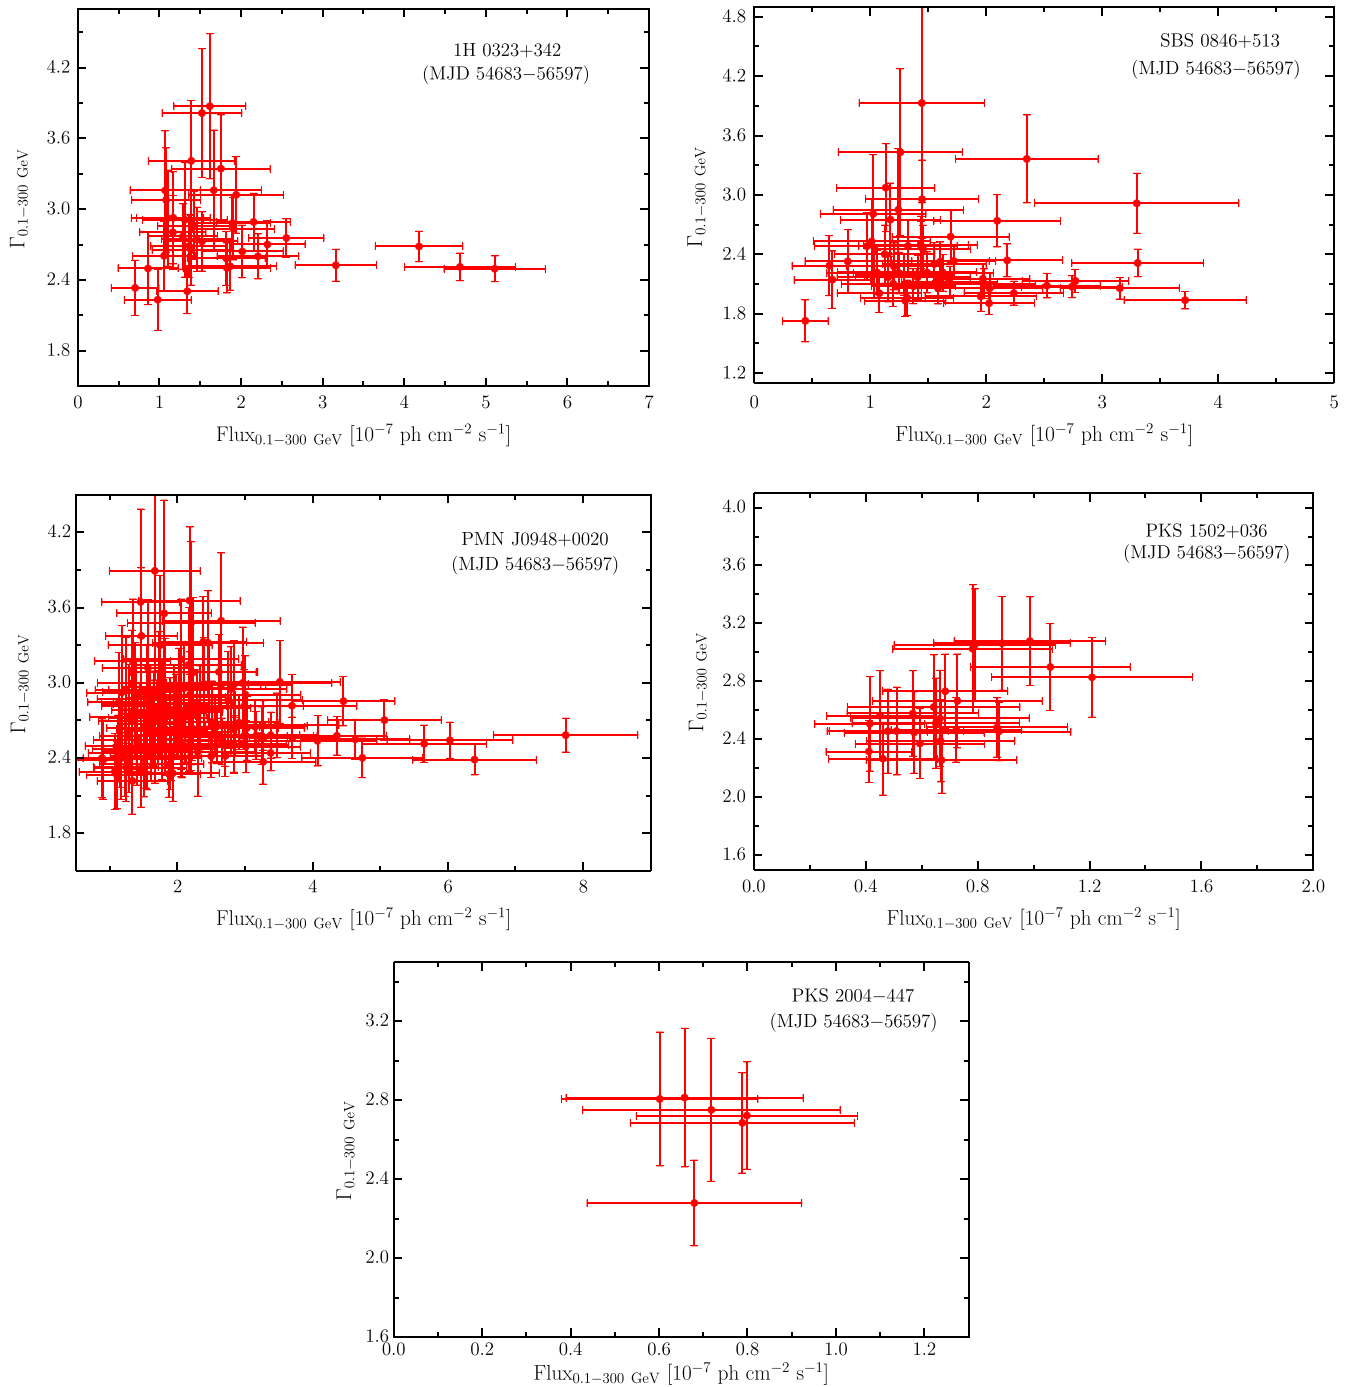 1H 0323+342
(MJD 54683−56597)
Γ0.1−300 GeV
4.2
3.6
3.0
2.4
1.8
0 1 2 3 4 5 6 7
Flux0.1−300 GeV [10−7 ph cm−2 s−1]
SBS 0846+513
(MJD 54683−56597)
Γ0.1−300 GeV
4.8
4.2
3.6
3.0
2.4
1.8
1.2
0 1 2 3 4 5
Flux0.1−300 GeV [10−7 ph cm−2 s−1]
PMN J0948+0020
(MJD 54683−56597)
Γ0.1−300 GeV
4.2
3.6
3.0
2.4
1.8
2 4 6 8
Flux0.1−300 GeV [10−7 ph cm−2 s−1]
PKS 1502+036
(MJD 54683−56597)
Γ0.1−300 GeV
4.0
3.6
3.2
2.8
2.4
2.0
1.6
0.0 0.4 0.8 1.2 1.6 2.0
Flux0.1−300 GeV [10−7 ph cm−2 s−1]
PKS 2004−447
(MJD 54683−56597)
Γ0.1−300 GeV
3.2
2.8
2.4
2.0
1.6
0.0 0.2 0.4 0.6 0.8 1.0 1.2
Flux0.1−300 GeV [10−7 ph cm−2 s−1]